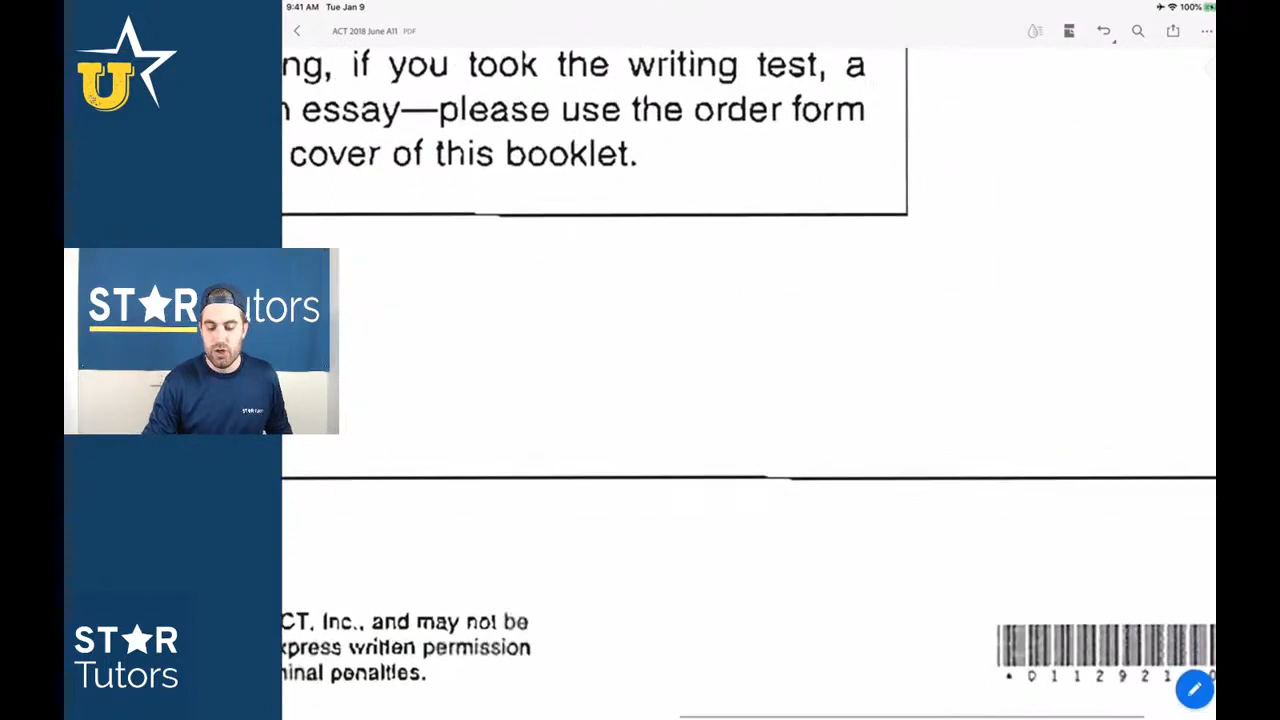 9:41 AM Tue Jan 9
100%
ACT 2018 June A11 PDF
ng, if you took the writing test, a
essay—please use the order form
cover of this booklet.
U
STAR
Tutors
CT, Inc., and may not be
xpress written permission
minal penalties.
STAR
Tutors
0 1 1 2 9 2 1